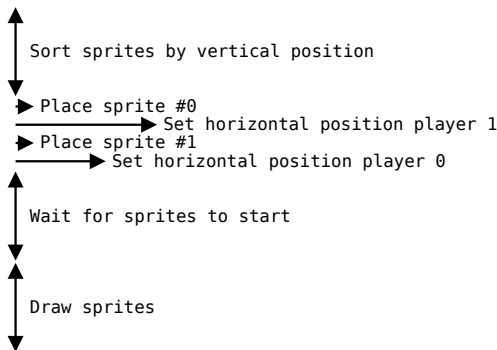 Sort sprites by vertical position
Place sprite #0
Set horizontal position player 1
Place sprite #1
Set horizontal position player 0
Wait for sprites to start
Draw sprites